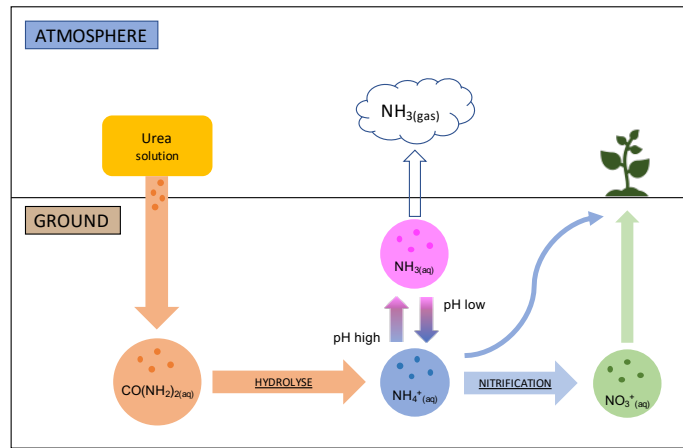 ATMOSPHERE
NH3(gas)
Urea
solution
GROUND
NH3(aq)
pH low
pH high
CO(NH2)2(aq)
HYDROLYSE
NH4+(aq)
NITRIFICATION
NO3+(aq)